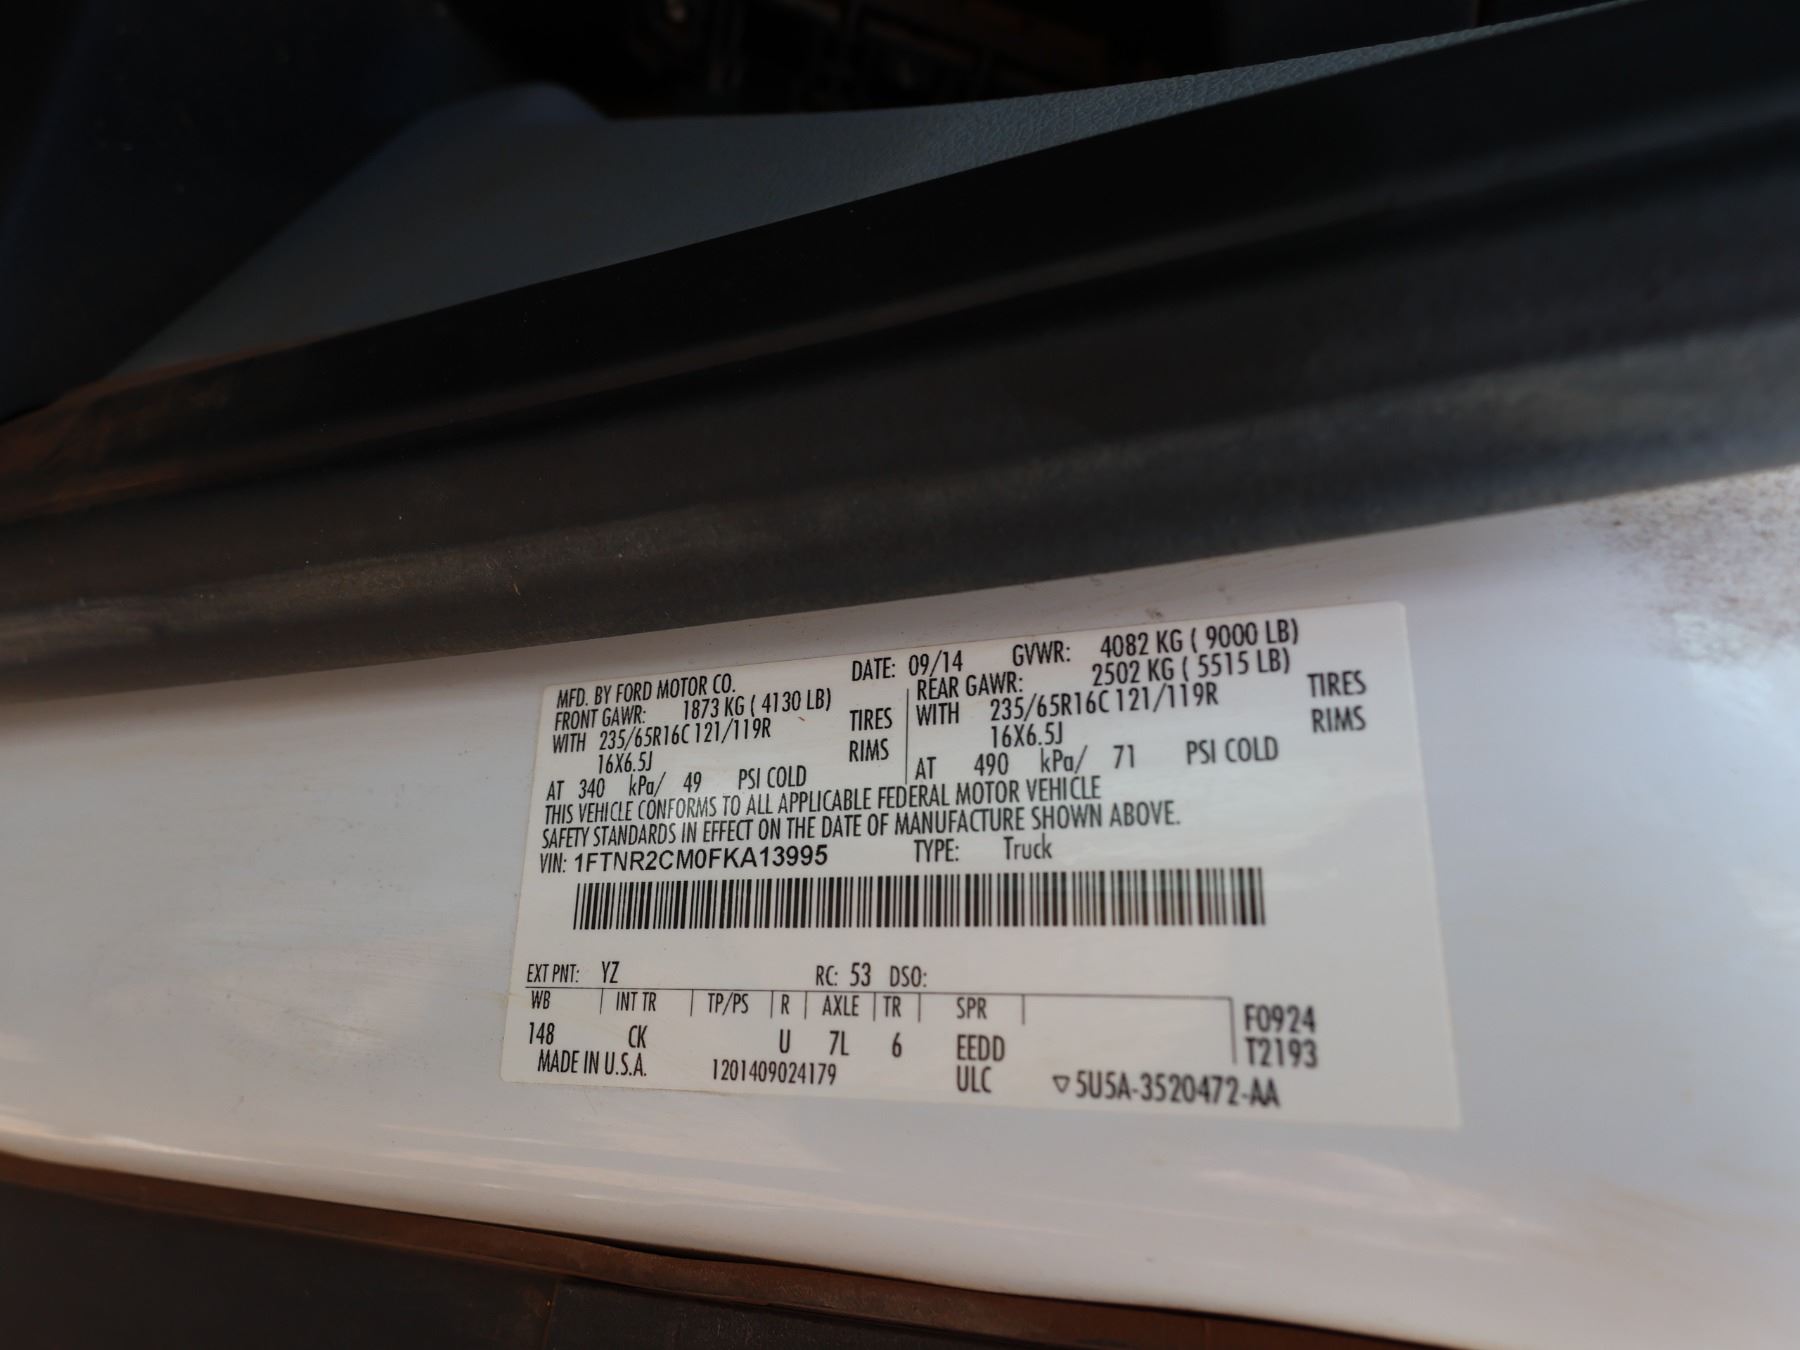 MFD. BY FORD MOTOR CO. DATE: 09/14 GVWR: 4082 KG ( 9000 LB)
FRONT GAWR: 1873 KG ( 4130 LB) REAR GAWR: 2502 KG ( 5515 LB)
WITH 235/65R16C 121/119R TIRES WITH 235/65R16C 121/119R TIRES
16X6.5J RIMS 16X6.5J RIMS
AT 340 kPa/ 49 PSI COLD AT 490 kPa/ 71 PSI COLD
THIS VEHICLE CONFORMS TO ALL APPLICABLE FEDERAL MOTOR VEHICLE
SAFETY STANDARDS IN EFFECT ON THE DATE OF MANUFACTURE SHOWN ABOVE.
VIN: 1FTNR2CM0FKA13995 TYPE: Truck
EXT PNT: YZ RC: 53 DSO:
WB INT TR TP/PS R AXLE TR SPR F0924
148 CK U 7L 6 EEDD T2193
MADE IN U.S.A. 1201409024179 ULC ▽5U5A-3520472-AA